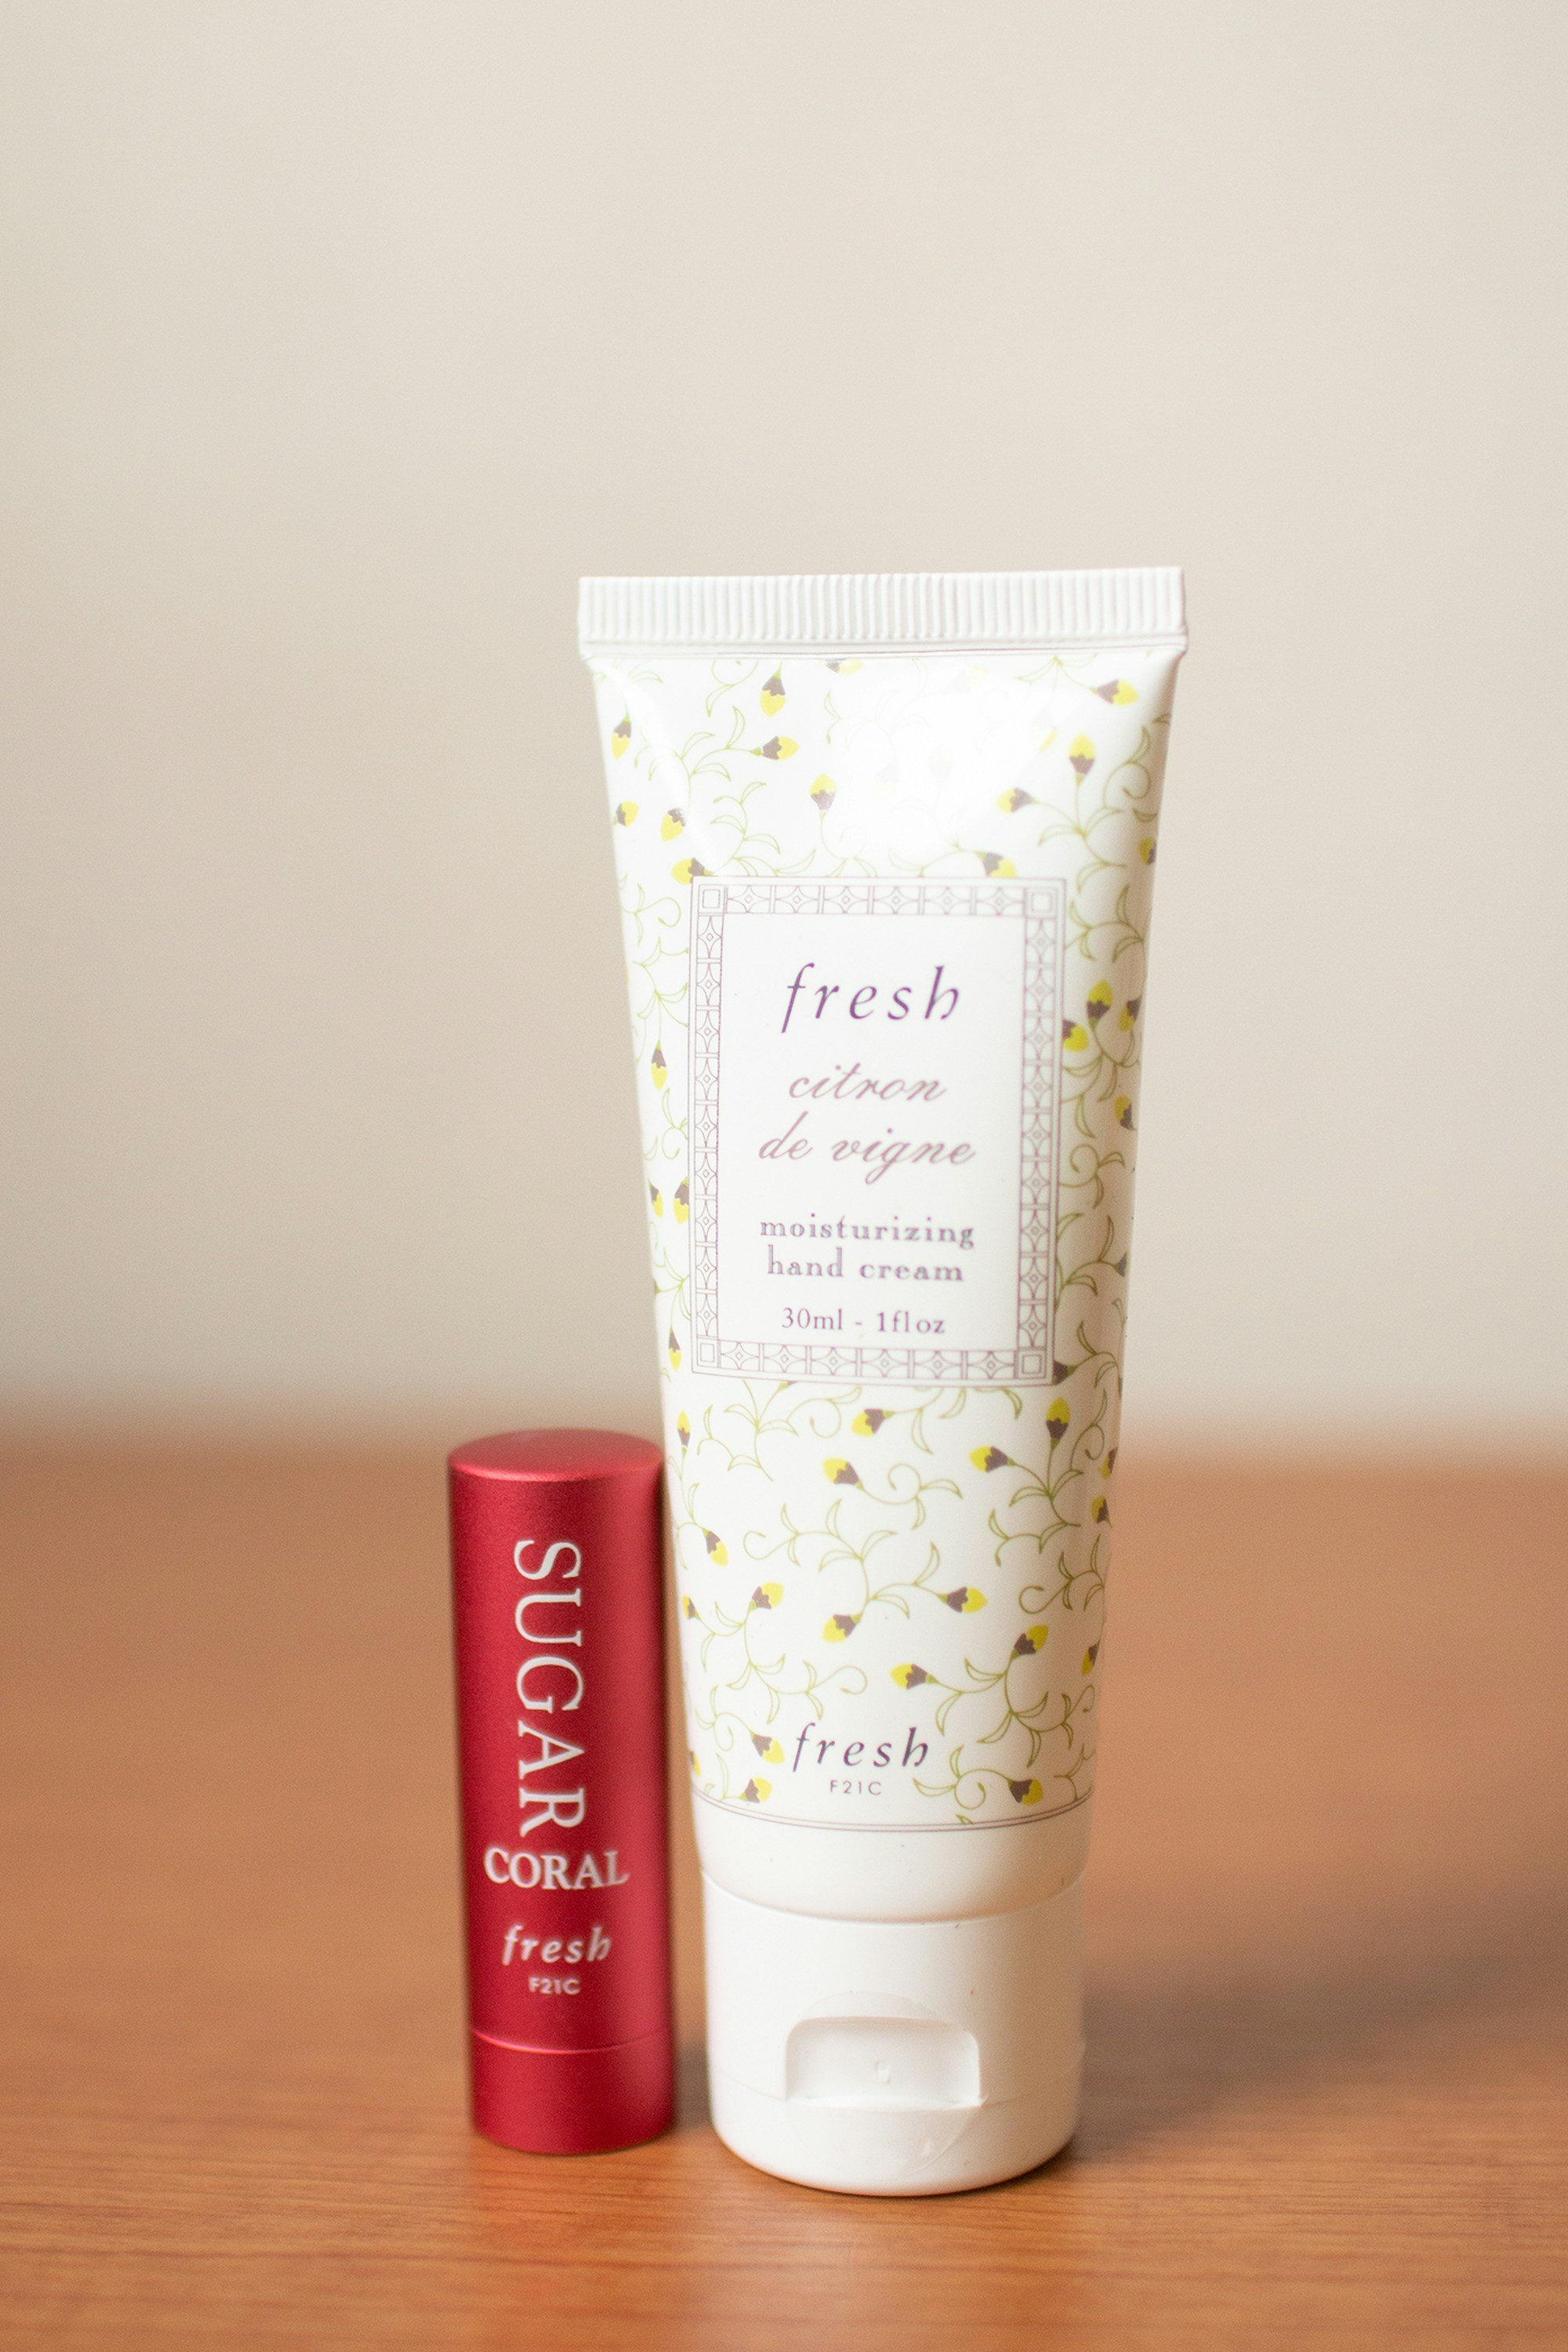 fresh
citron
de vigne
moisturizing
hand cream
30ml - 1fl oz
fresh
F21C
SUGAR
CORAL
fresh
F21C